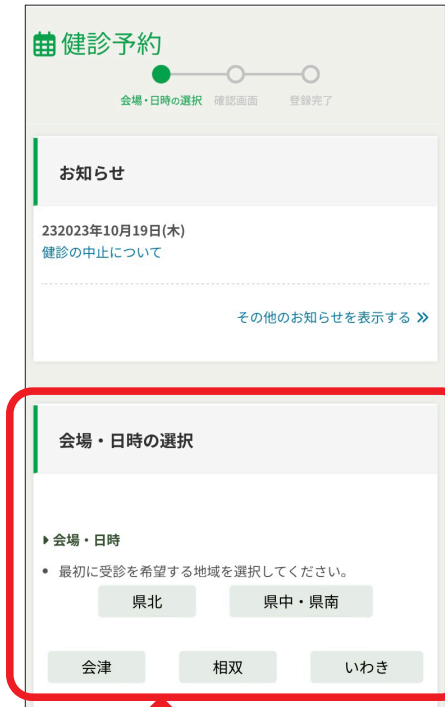 健診予約
会場・日時の選択 確認画面 登録完了
お知らせ
232023年10月19日(木)
健診の中止について
その他のお知らせを表示する »
会場・日時の選択
会場・日時
• 最初に受診を希望する地域を選択してください。
県北 県中・県南
会津 相双 いわき